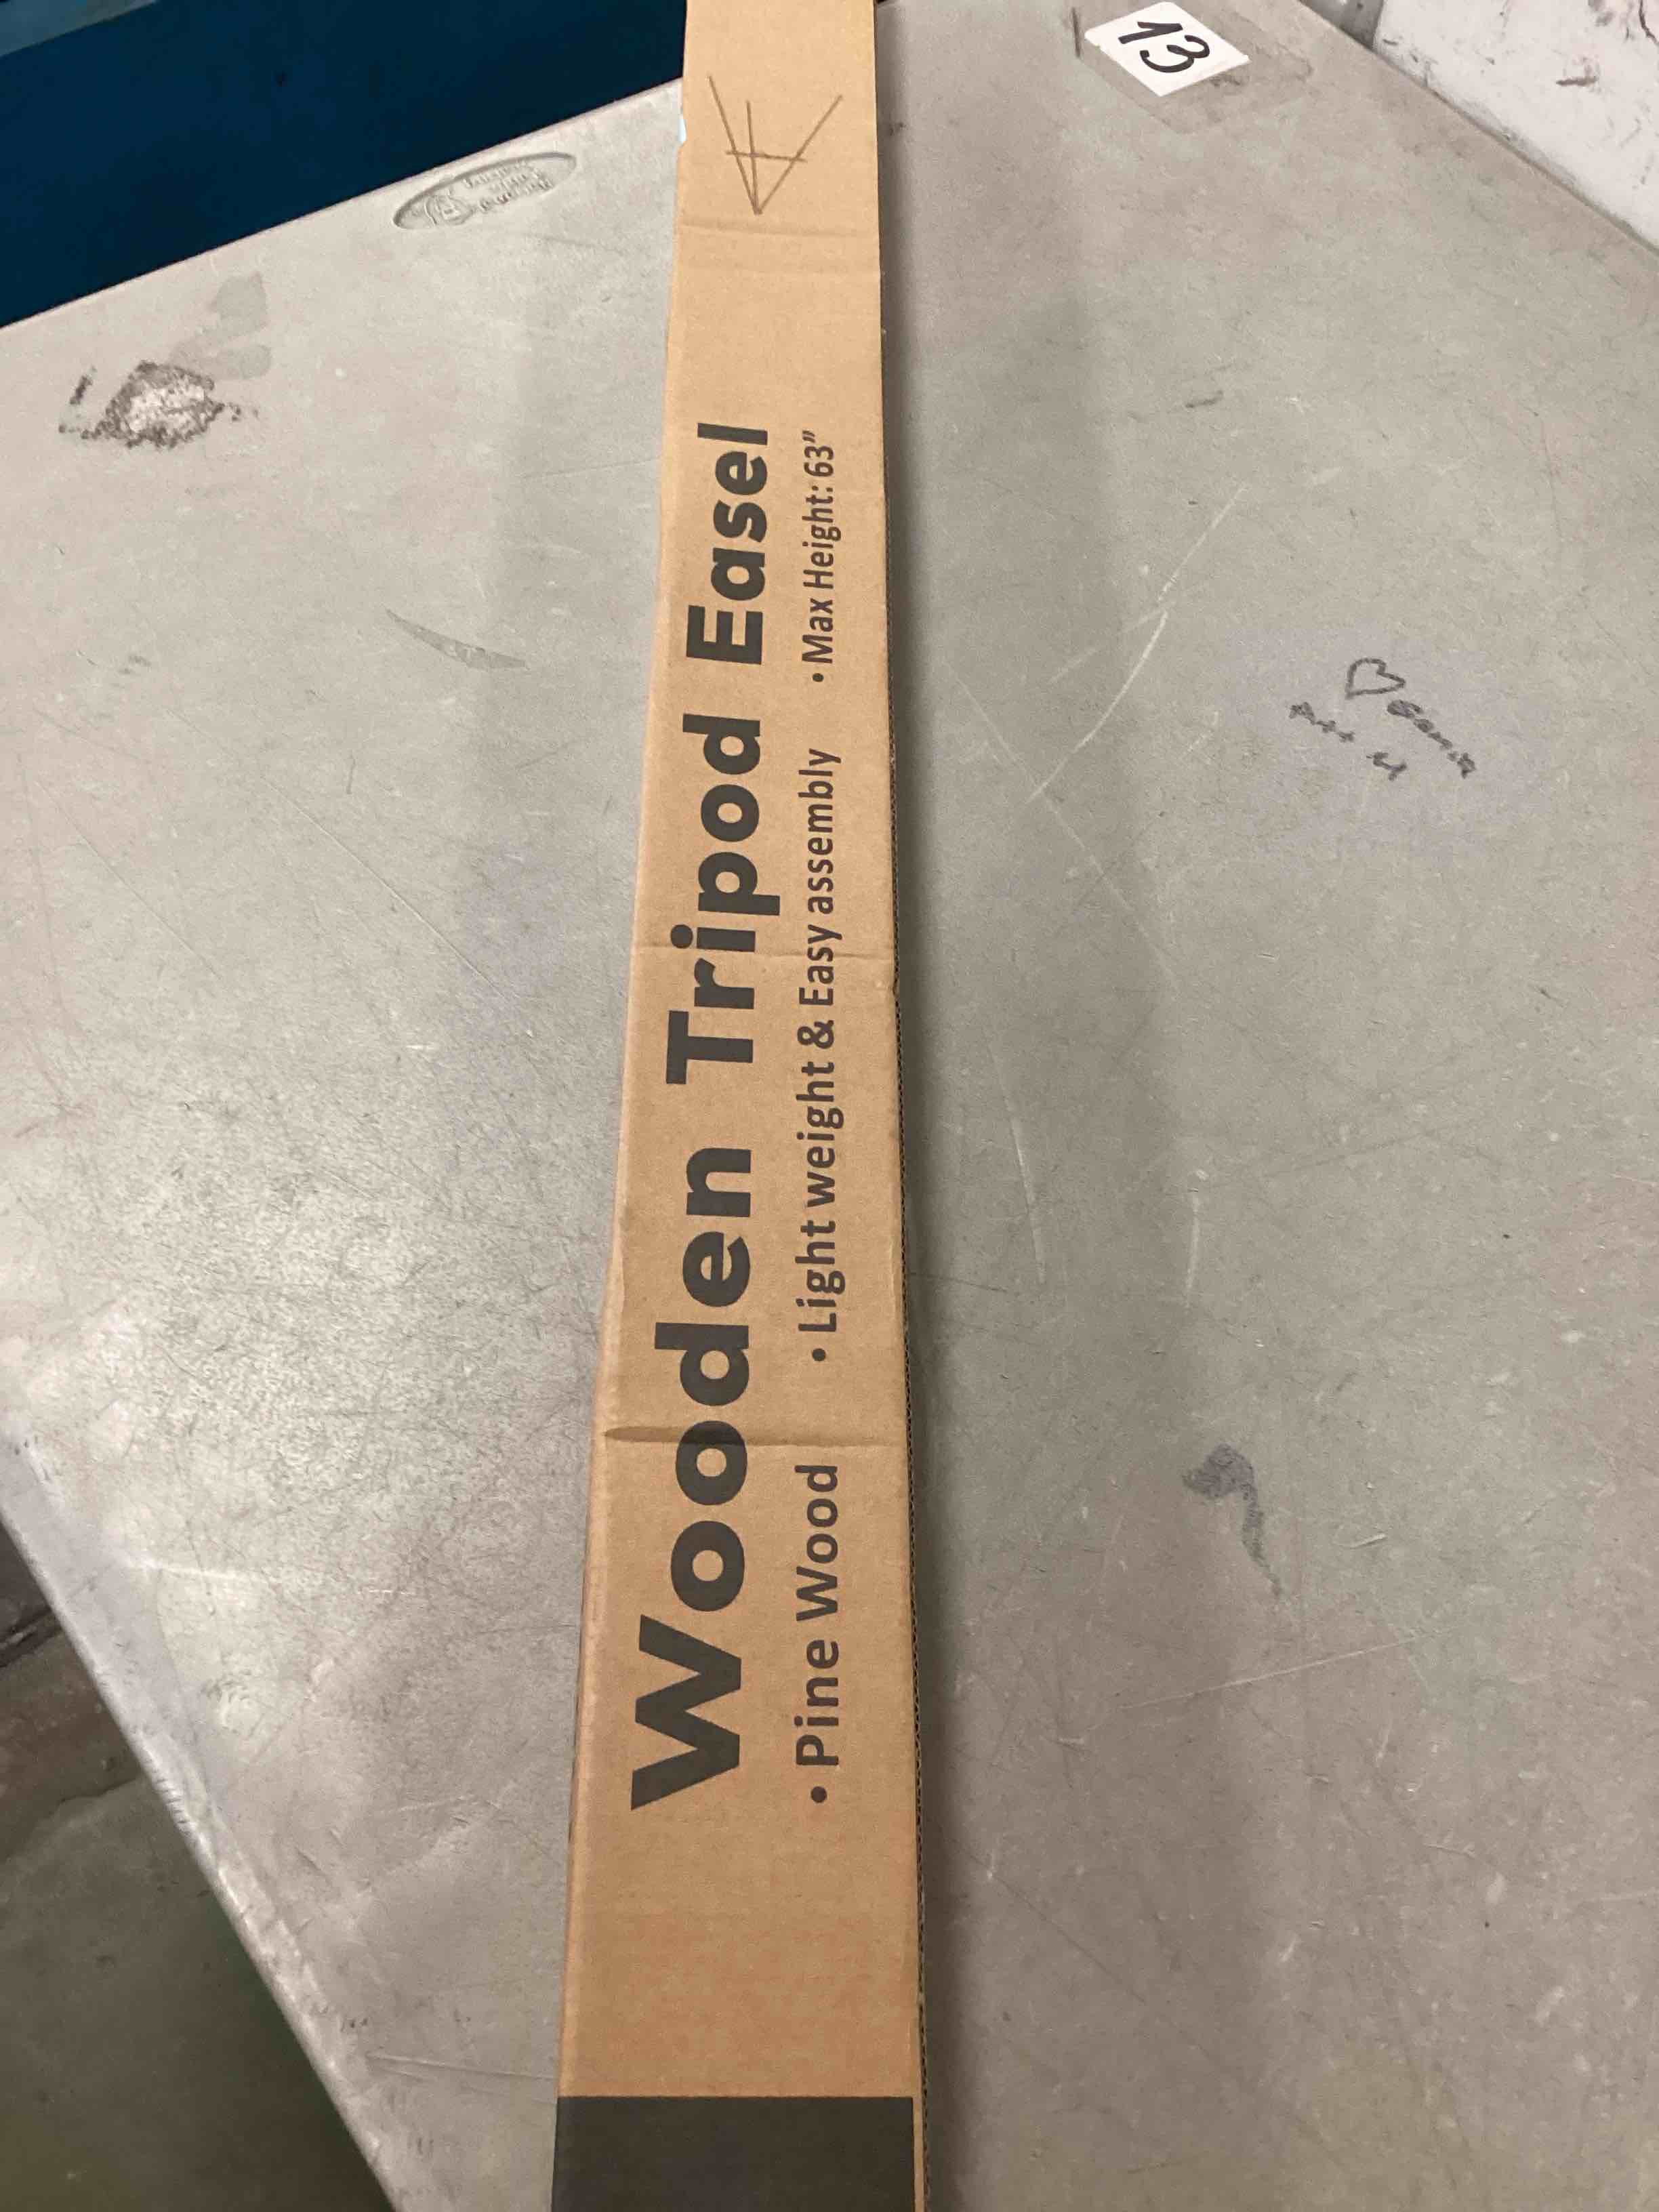 Wooden Tripod Easel
• Pine Wood • Light weight & Easy assembly • Max Height: 63"
13